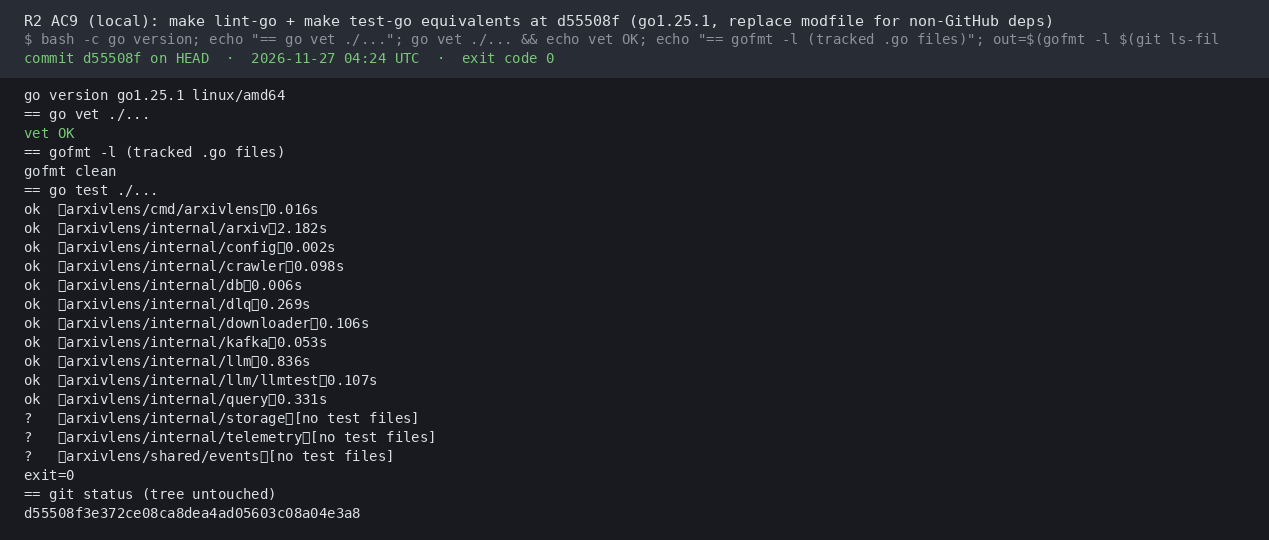 R2 AC9 (local): make lint-go + make test-go equivalents at d55508f (go1.25.1, replace modfile for non-GitHub deps)
$ bash -c go version; echo "== go vet ./..."; go vet ./... && echo vet OK; echo "== gofmt -l (tracked .go files)"; out=$(gofmt -l $(git ls-fil
commit d55508f on HEAD · 2026-11-27 04:24 UTC · exit code 0
go version go1.25.1 linux/amd64
== go vet ./...
vet OK
== gofmt -l (tracked .go files)
gofmt clean
== go test ./...
ok  ▯arxivlens/cmd/arxivlens▯0.016s
ok  ▯arxivlens/internal/arxiv▯2.182s
ok  ▯arxivlens/internal/config▯0.002s
ok  ▯arxivlens/internal/crawler▯0.098s
ok  ▯arxivlens/internal/db▯0.006s
ok  ▯arxivlens/internal/dlq▯0.269s
ok  ▯arxivlens/internal/downloader▯0.106s
ok  ▯arxivlens/internal/kafka▯0.053s
ok  ▯arxivlens/internal/llm▯0.836s
ok  ▯arxivlens/internal/llm/llmtest▯0.107s
ok  ▯arxivlens/internal/query▯0.331s
?   ▯arxivlens/internal/storage▯[no test files]
?   ▯arxivlens/internal/telemetry▯[no test files]
?   ▯arxivlens/shared/events▯[no test files]
exit=0
== git status (tree untouched)
d55508f3e372ce08ca8dea4ad05603c08a04e3a8